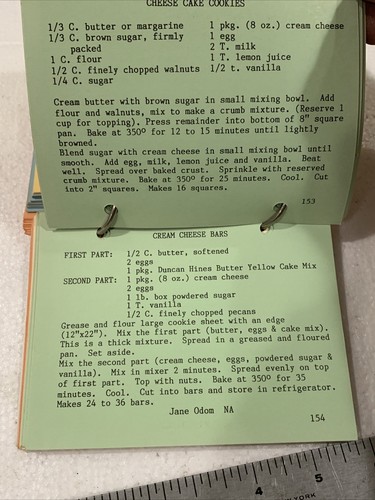 CHEESE CAKE COOKIES
1/3 C. butter or margarine
1/3 C. brown sugar, firmly
packed
1 C. flour
1/2 C. finely chopped walnuts
1/4 C. sugar
1 pkg. (8 oz.) cream cheese
1 egg
2 T. milk
1 T. lemon juice
1/2 t. vanilla
Cream butter with brown sugar in small mixing bowl. Add
flour and walnuts, mix to make a crumb mixture. (Reserve 1
cup for topping). Press remainder into bottom of 8" square
pan. Bake at 350º for 12 to 15 minutes until lightly
browned.
Blend sugar with cream cheese in small mixing bowl until
smooth. Add egg, milk, lemon juice and vanilla. Beat
well. Spread over baked crust. Sprinkle with reserved
crumb mixture. Bake at 350º for 25 minutes. Cool. Cut
into 2" squares. Makes 16 squares.
153
CREAM CHEESE BARS
FIRST PART: 1/2 C. butter, softened
2 eggs
1 pkg. Duncan Hines Butter Yellow Cake Mix
SECOND PART: 1 pkg. (8 oz.) cream cheese
2 eggs
1 lb. box powdered sugar
1 T. vanilla
1/2 C. finely chopped pecans
Grease and flour large cookie sheet with an edge
(12"x22"). Mix the first part (butter, eggs & cake mix).
This is a thick mixture. Spread in a greased and floured
pan. Set aside.
Mix the second part (cream cheese, eggs, powdered sugar &
vanilla). Mix in mixer 2 minutes. Spread evenly on top
of first part. Top with nuts. Bake at 350º for 35
minutes. Cool. Cut into bars and store in refrigerator.
Makes 24 to 36 bars.
Jane Odom NA
154
4
5